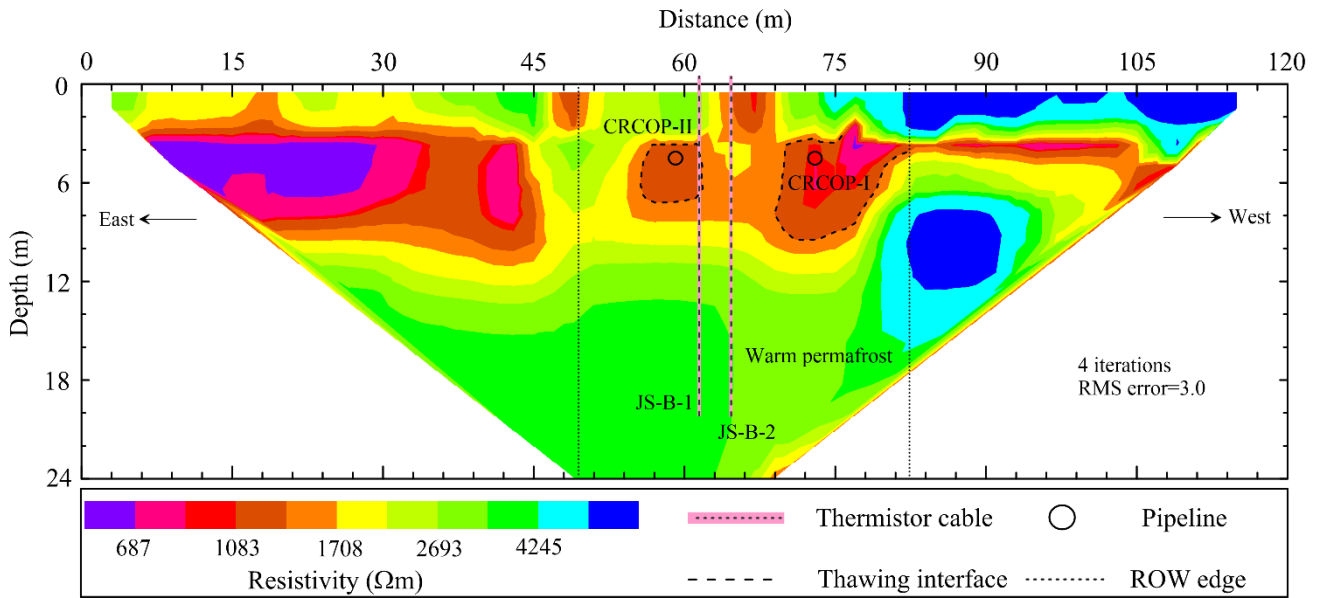 Distance (m)
0 15 30 45 60 75 90 105 120
Depth (m)
0
6
12
18
24
CRCOP-II
CRCOP-I
East
West
Warm permafrost
JS-B-1
JS-B-2
4 iterations
RMS error=3.0
687 1083 1708 2693 4245
Resistivity (Ωm)
Thermistor cable
Pipeline
Thawing interface
ROW edge